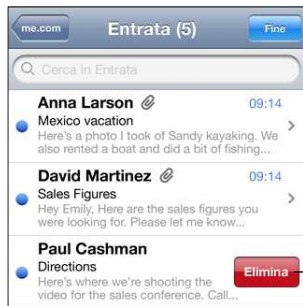 me.com Entrata (5) Fine
Cerca in Entrata
Anna Larson 09:14
Mexico vacation
Here's a photo I took of Sandy kayaking. We
also rented a boat and did a bit of fishing...
David Martinez 09:14
Sales Figures
Hey Emily, Here are the sales figures you
were looking for. Please let me know...
Paul Cashman
Directions
Elimina
Here's where we're shooting the
video for the sales conference. Call...